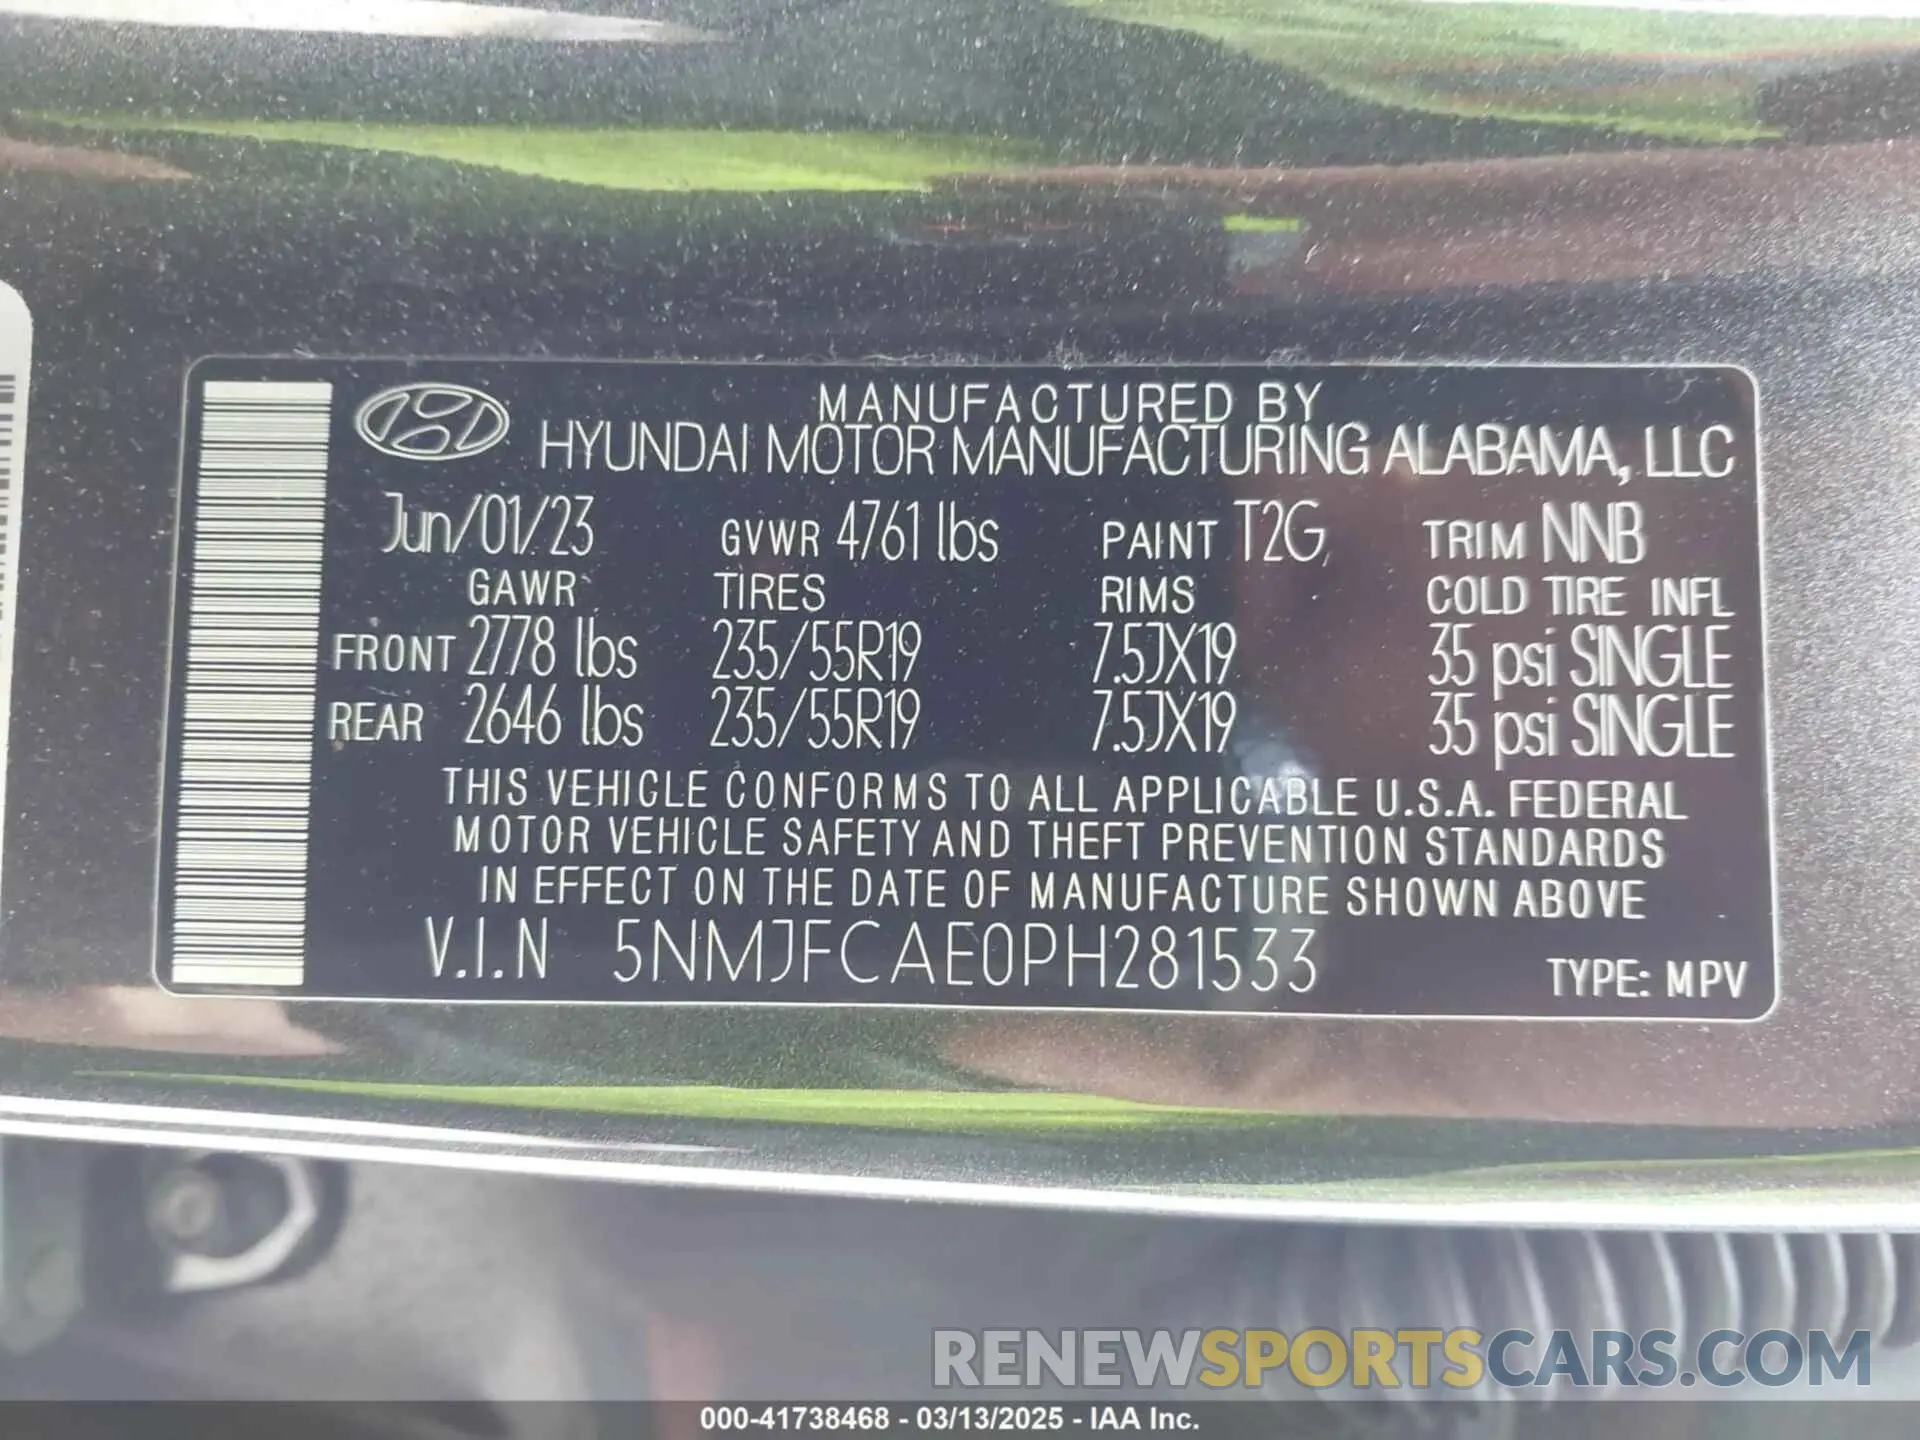 MANUFACTURED BY
HYUNDAI MOTOR MANUFACTURING ALABAMA, LLC
Jun/01/23 GVWR 4761 lbs PAINT T2G, TRIM NNB
GAWR TIRES RIMS COLD TIRE INFL
FRONT 2778 lbs 235/55R19 7.5JX19 35 psi SINGLE
REAR 2646 lbs 235/55R19 7.5JX19 35 psi SINGLE
THIS VEHICLE CONFORMS TO ALL APPLICABLE U.S.A. FEDERAL
MOTOR VEHICLE SAFETY AND THEFT PREVENTION STANDARDS
IN EFFECT ON THE DATE OF MANUFACTURE SHOWN ABOVE
V.I.N 5NMJFCAE0PH281533 TYPE: MPV
RENEWSPORTSCARS.COM
000-41738468 - 03/13/2025 - IAA Inc.